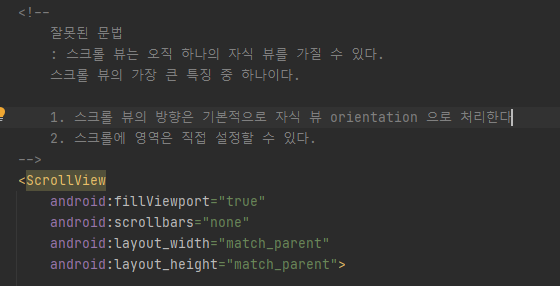 <!--
잘못된 문법
: 스크롤 뷰는 오직 하나의 자식 뷰를 가질 수 있다.
스크롤 뷰의 가장 큰 특징 중 하나이다.
1. 스크롤 뷰의 방향은 기본적으로 자식 뷰 orientation 으로 처리한다
2. 스크롤에 영역은 직접 설정할 수 있다.
-->
<ScrollView
android:fillViewport="true"
android:scrollbars="none"
android:layout_width="match_parent"
android:layout_height="match_parent">